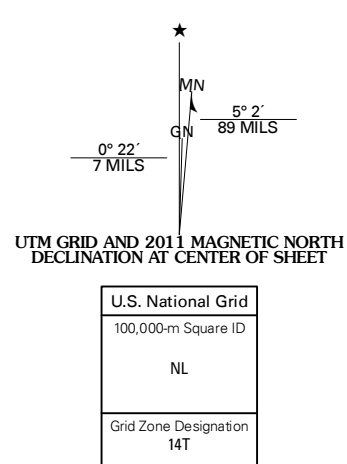 ★
MN
5° 2´
89 MILS
GN
0° 22´
7 MILS
UTM GRID AND 2011 MAGNETIC NORTH
DECLINATION AT CENTER OF SHEET
U.S. National Grid
100,000-m Square ID
NL
Grid Zone Designation
14T